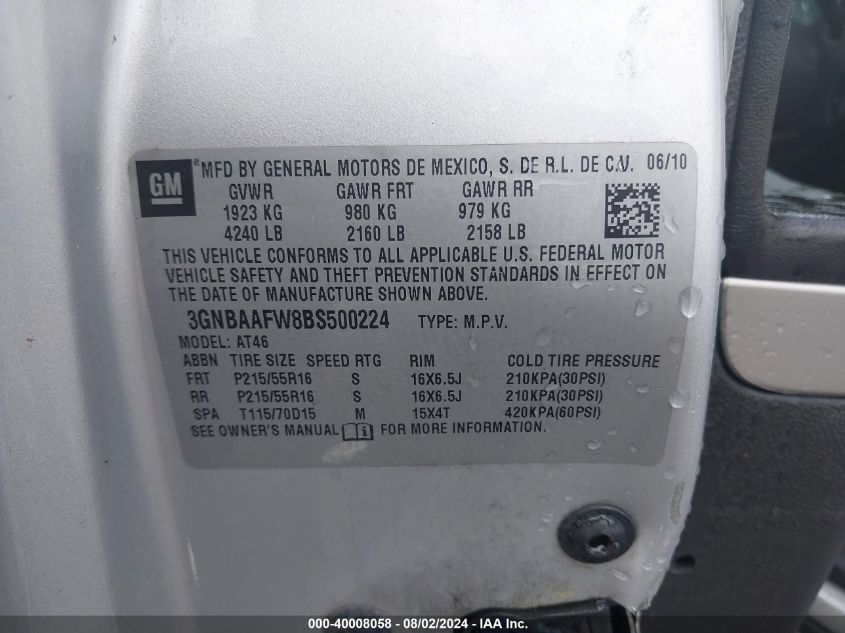 GM
*MFD BY GENERAL MOTORS DE MEXICO, S. DE R.L. DE C.V. 06/10
GVWR GAWR FRT GAWR RR
1923 KG 980 KG 979 KG
4240 LB 2160 LB 2158 LB
THIS VEHICLE CONFORMS TO ALL APPLICABLE U.S. FEDERAL MOTOR
VEHICLE SAFETY AND THEFT PREVENTION STANDARDS IN EFFECT ON
THE DATE OF MANUFACTURE SHOWN ABOVE.
3GNBAAFW8BS500224 TYPE: M.P.V.
MODEL: AT46
ABBN TIRE SIZE SPEED RTG RIM COLD TIRE PRESSURE
FRT P215/55R16 S 16X6.5J 210KPA(30PSI)
RR P215/55R16 S 16X6.5J 210KPA(30PSI)
SPA T115/70D15 M 15X4T 420KPA(60PSI)
SEE OWNER'S MANUAL i FOR MORE INFORMATION.
000-40008058 - 08/02/2024 - IAA Inc.